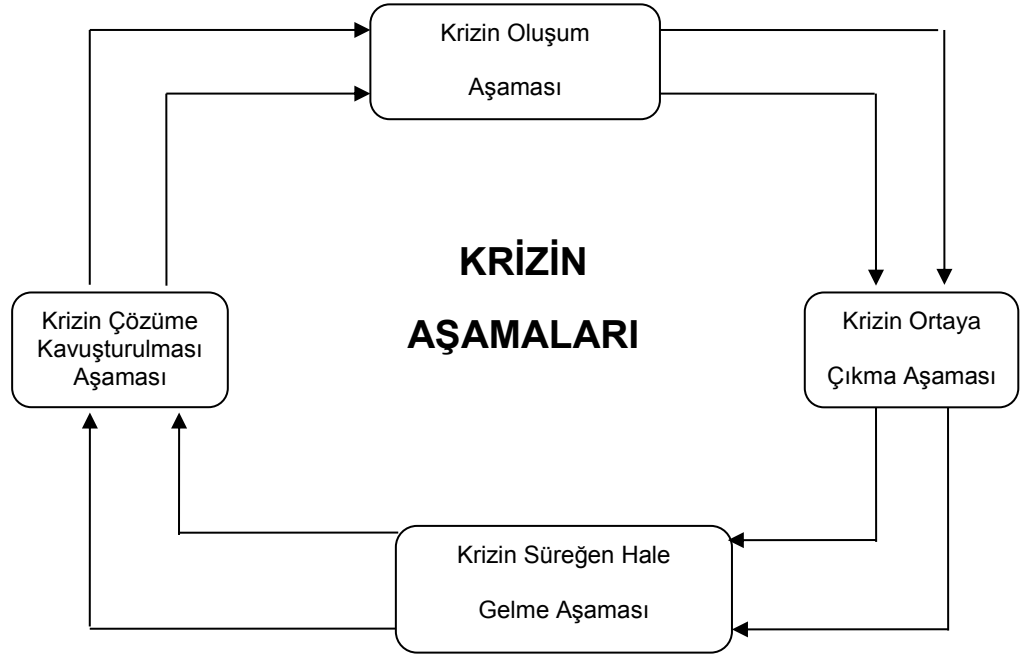 Krizin Oluşum
Aşaması
KRİZİN
AŞAMALARI
Krizin Çözüme
Kavuşturulması
Aşaması
Krizin Ortaya
Çıkma Aşaması
Krizin Süreğen Hale
Gelme Aşaması